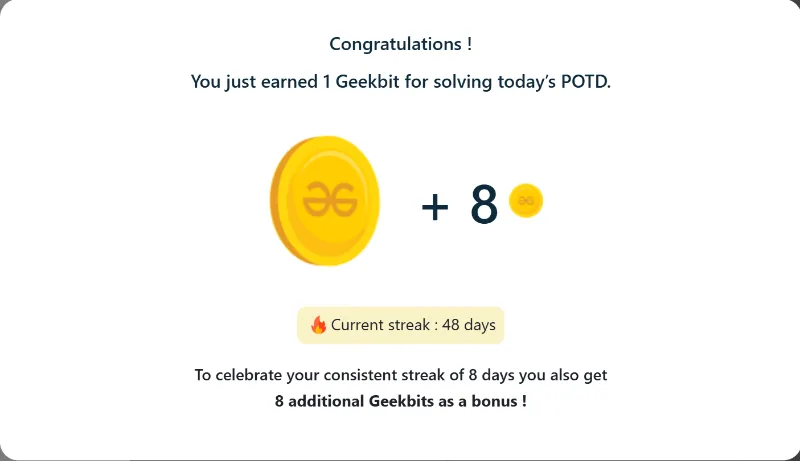 Congratulations !
You just earned 1 Geekbit for solving today's POTD.
+ 8
Current streak : 48 days
To celebrate your consistent streak of 8 days you also get
8 additional Geekbits as a bonus !